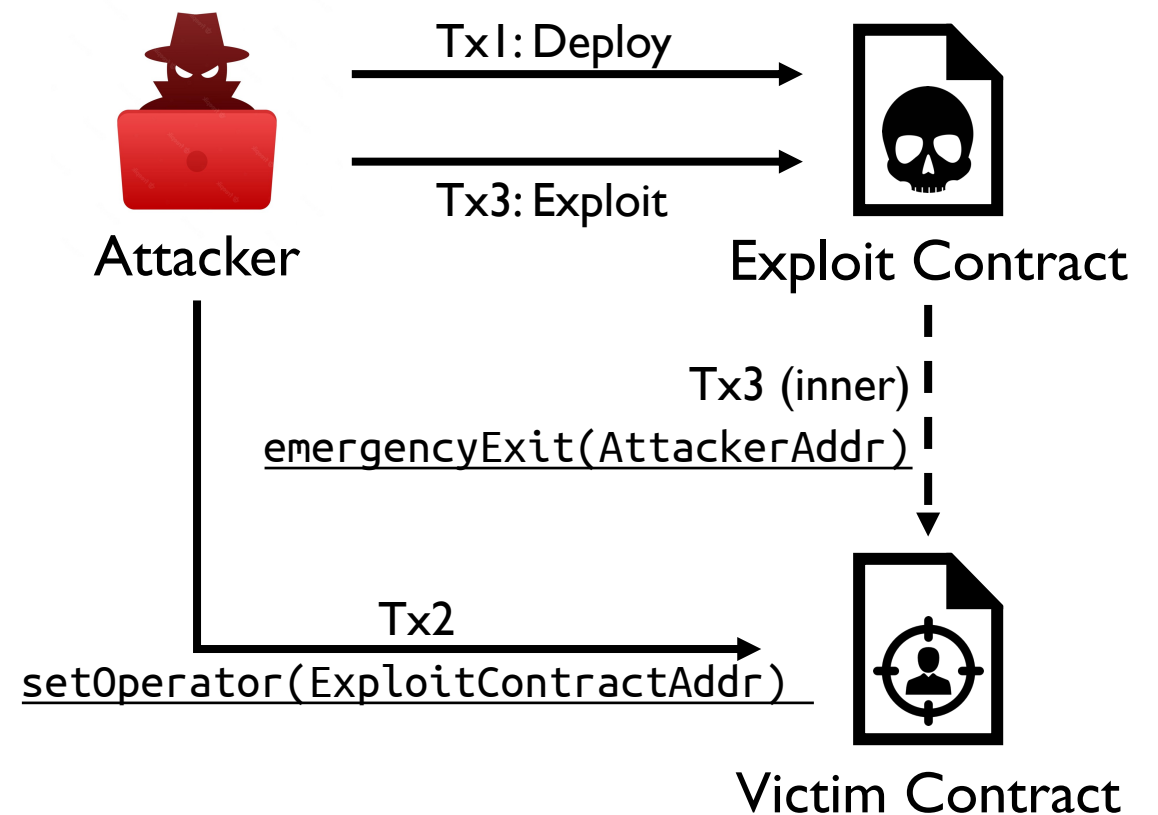 Tx1: Deploy
Tx3: Exploit
Attacker
Exploit Contract
Tx3 (inner)
emergencyExit(AttackerAddr)
Tx2
setOperator(ExploitContractAddr)
Victim Contract